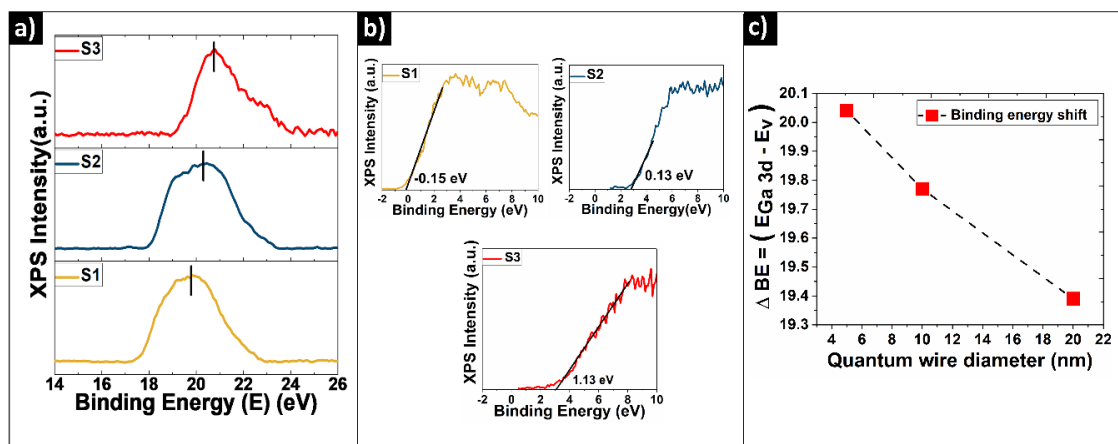 a)
S3
S2
S1
XPS Intensity(a.u.)
14 16 18 20 22 24 26
Binding Energy (E) (eV)
b)
S1
XPS Intensity (a.u.)
-0.15 eV
-2 0 2 4 6 8 10
Binding Energy (eV)
S2
XPS Intensity (a.u.)
0.13 eV
-2 0 2 4 6 8 10
Binding Energy (eV)
S3
XPS Intensity (a.u.)
1.13 eV
-2 0 2 4 6 8 10
Binding Energy (eV)
c)
Binding energy shift
Δ BE = ( EGa 3d - Ev )
20.1
20.0
19.9
19.8
19.7
19.6
19.5
19.4
19.3
4 6 8 10 12 14 16 18 20
Quantum wire diameter (nm)